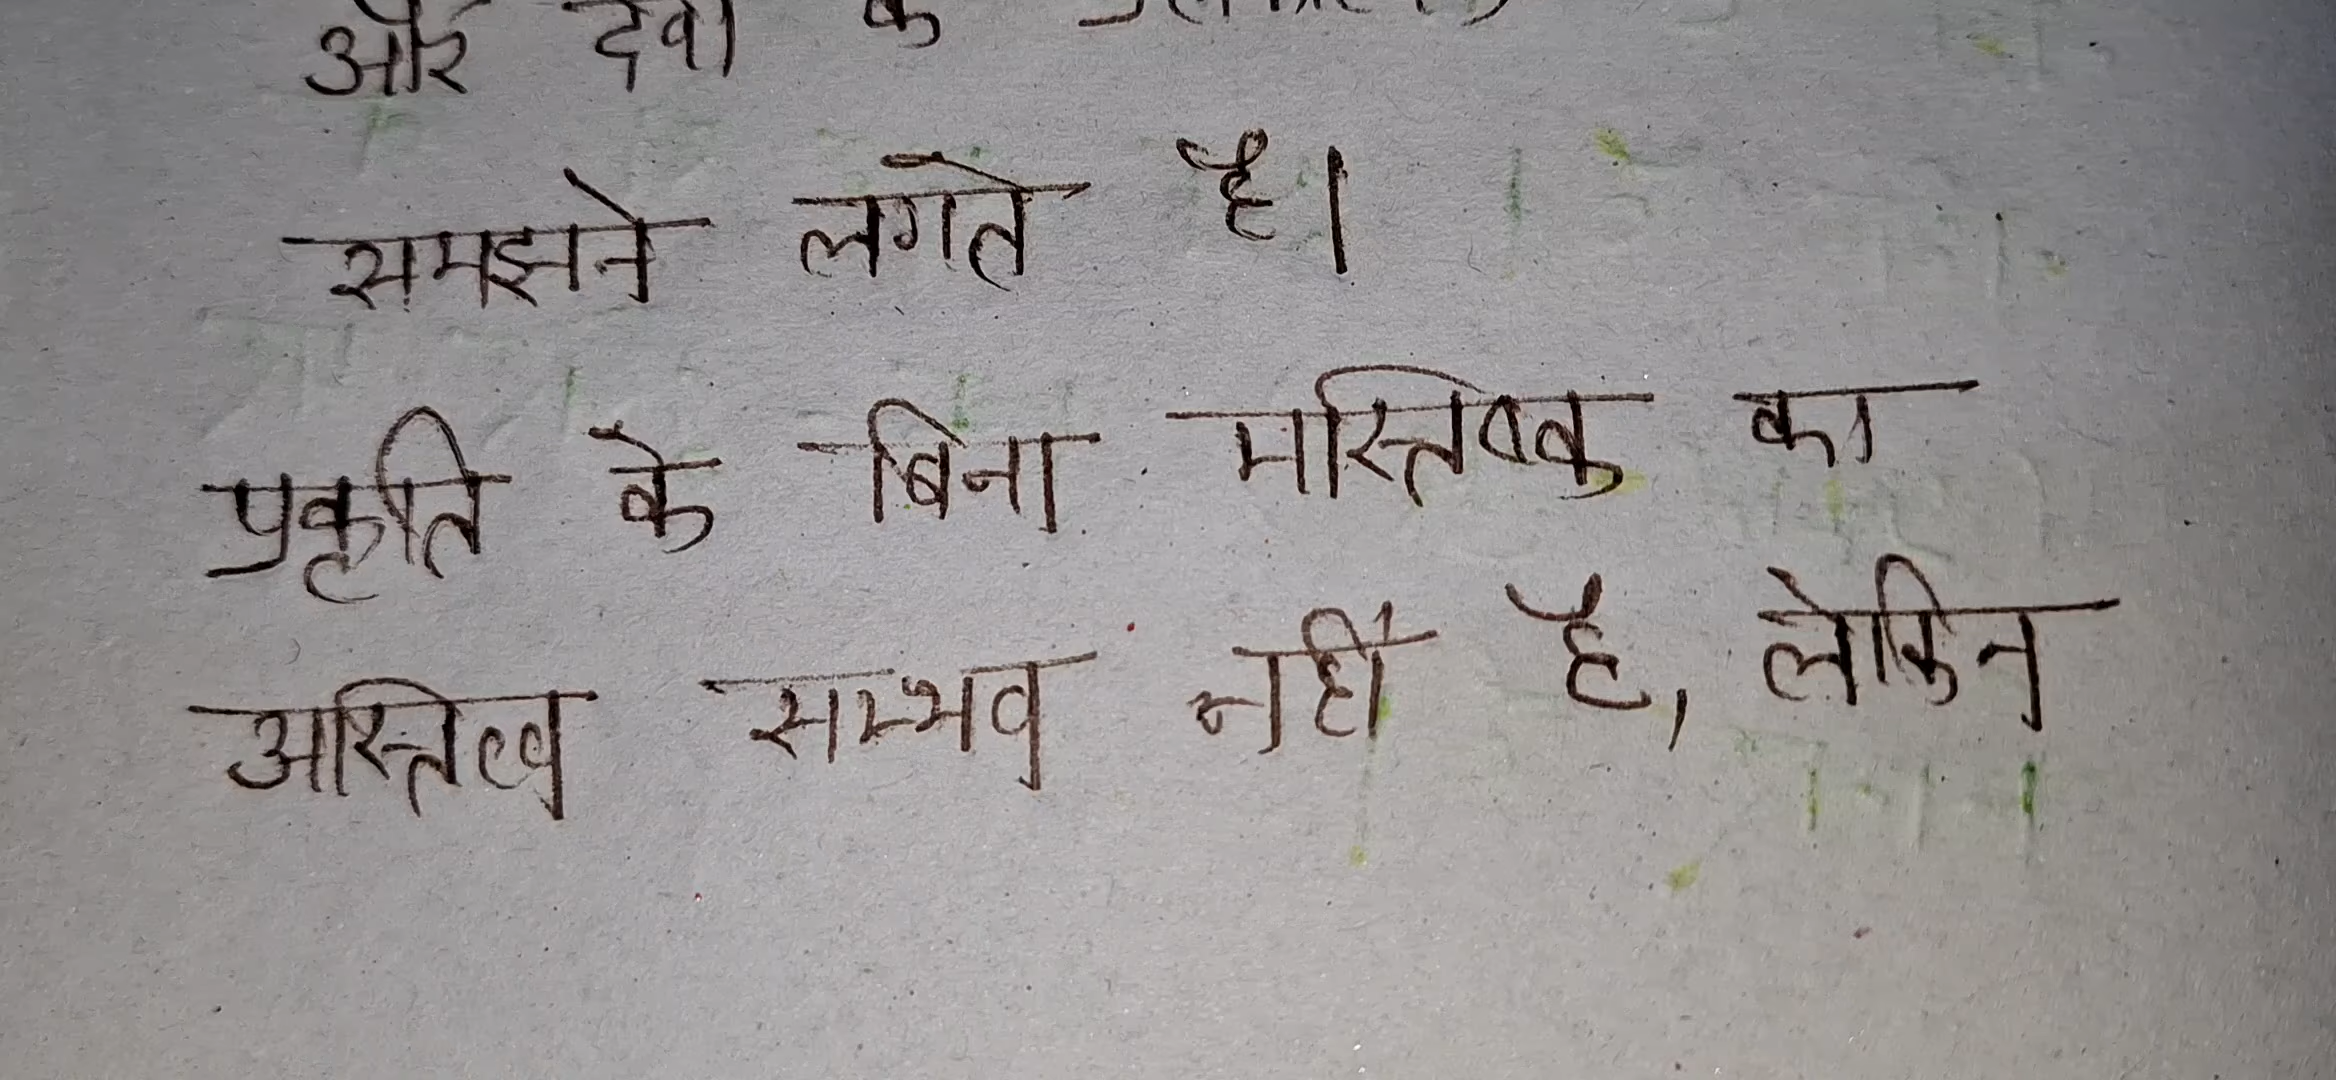 और देवी के
समझने लगते है।
प्रकृति के बिना मस्तिष्क का
अस्तित्व सम्भव नहीं है, लेकिन